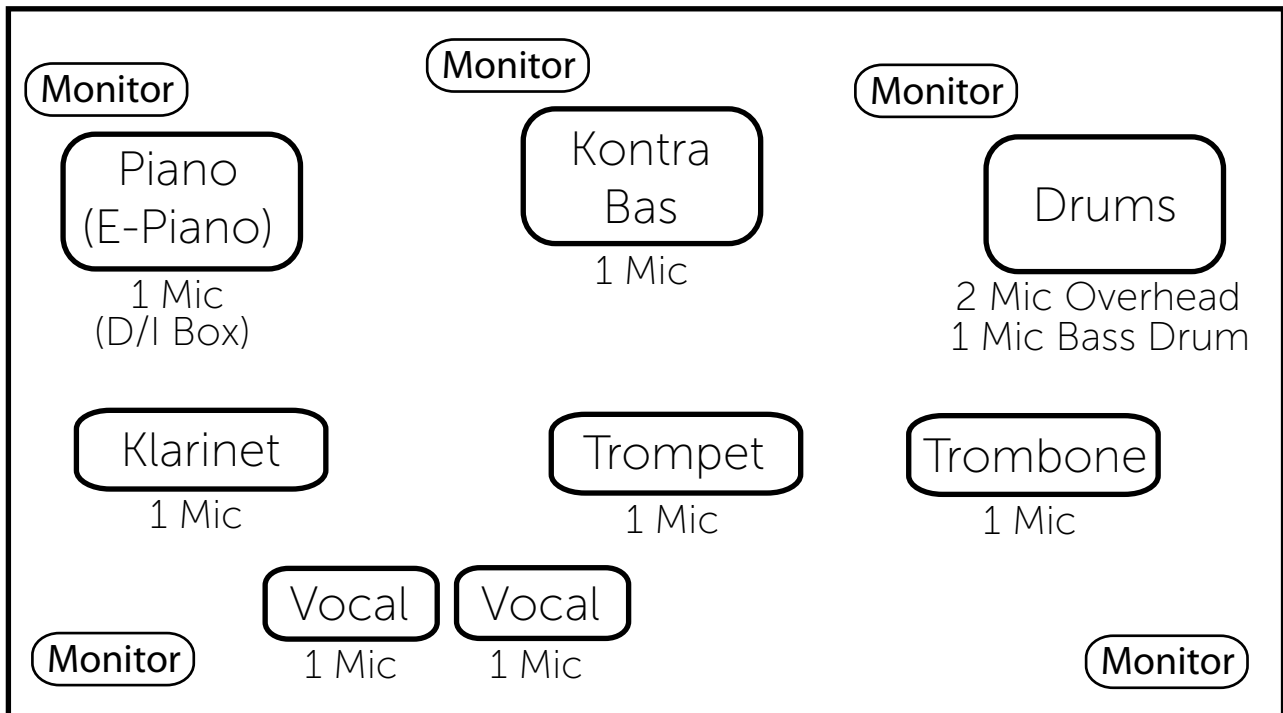 Monitor
Monitor
Monitor
Piano
(E-Piano)
1 Mic
(D/I Box)
Kontra
Bas
1 Mic
Drums
2 Mic Overhead
1 Mic Bass Drum
Klarinet
1 Mic
Trompet
1 Mic
Trombone
1 Mic
Vocal
1 Mic
Vocal
1 Mic
Monitor
Monitor